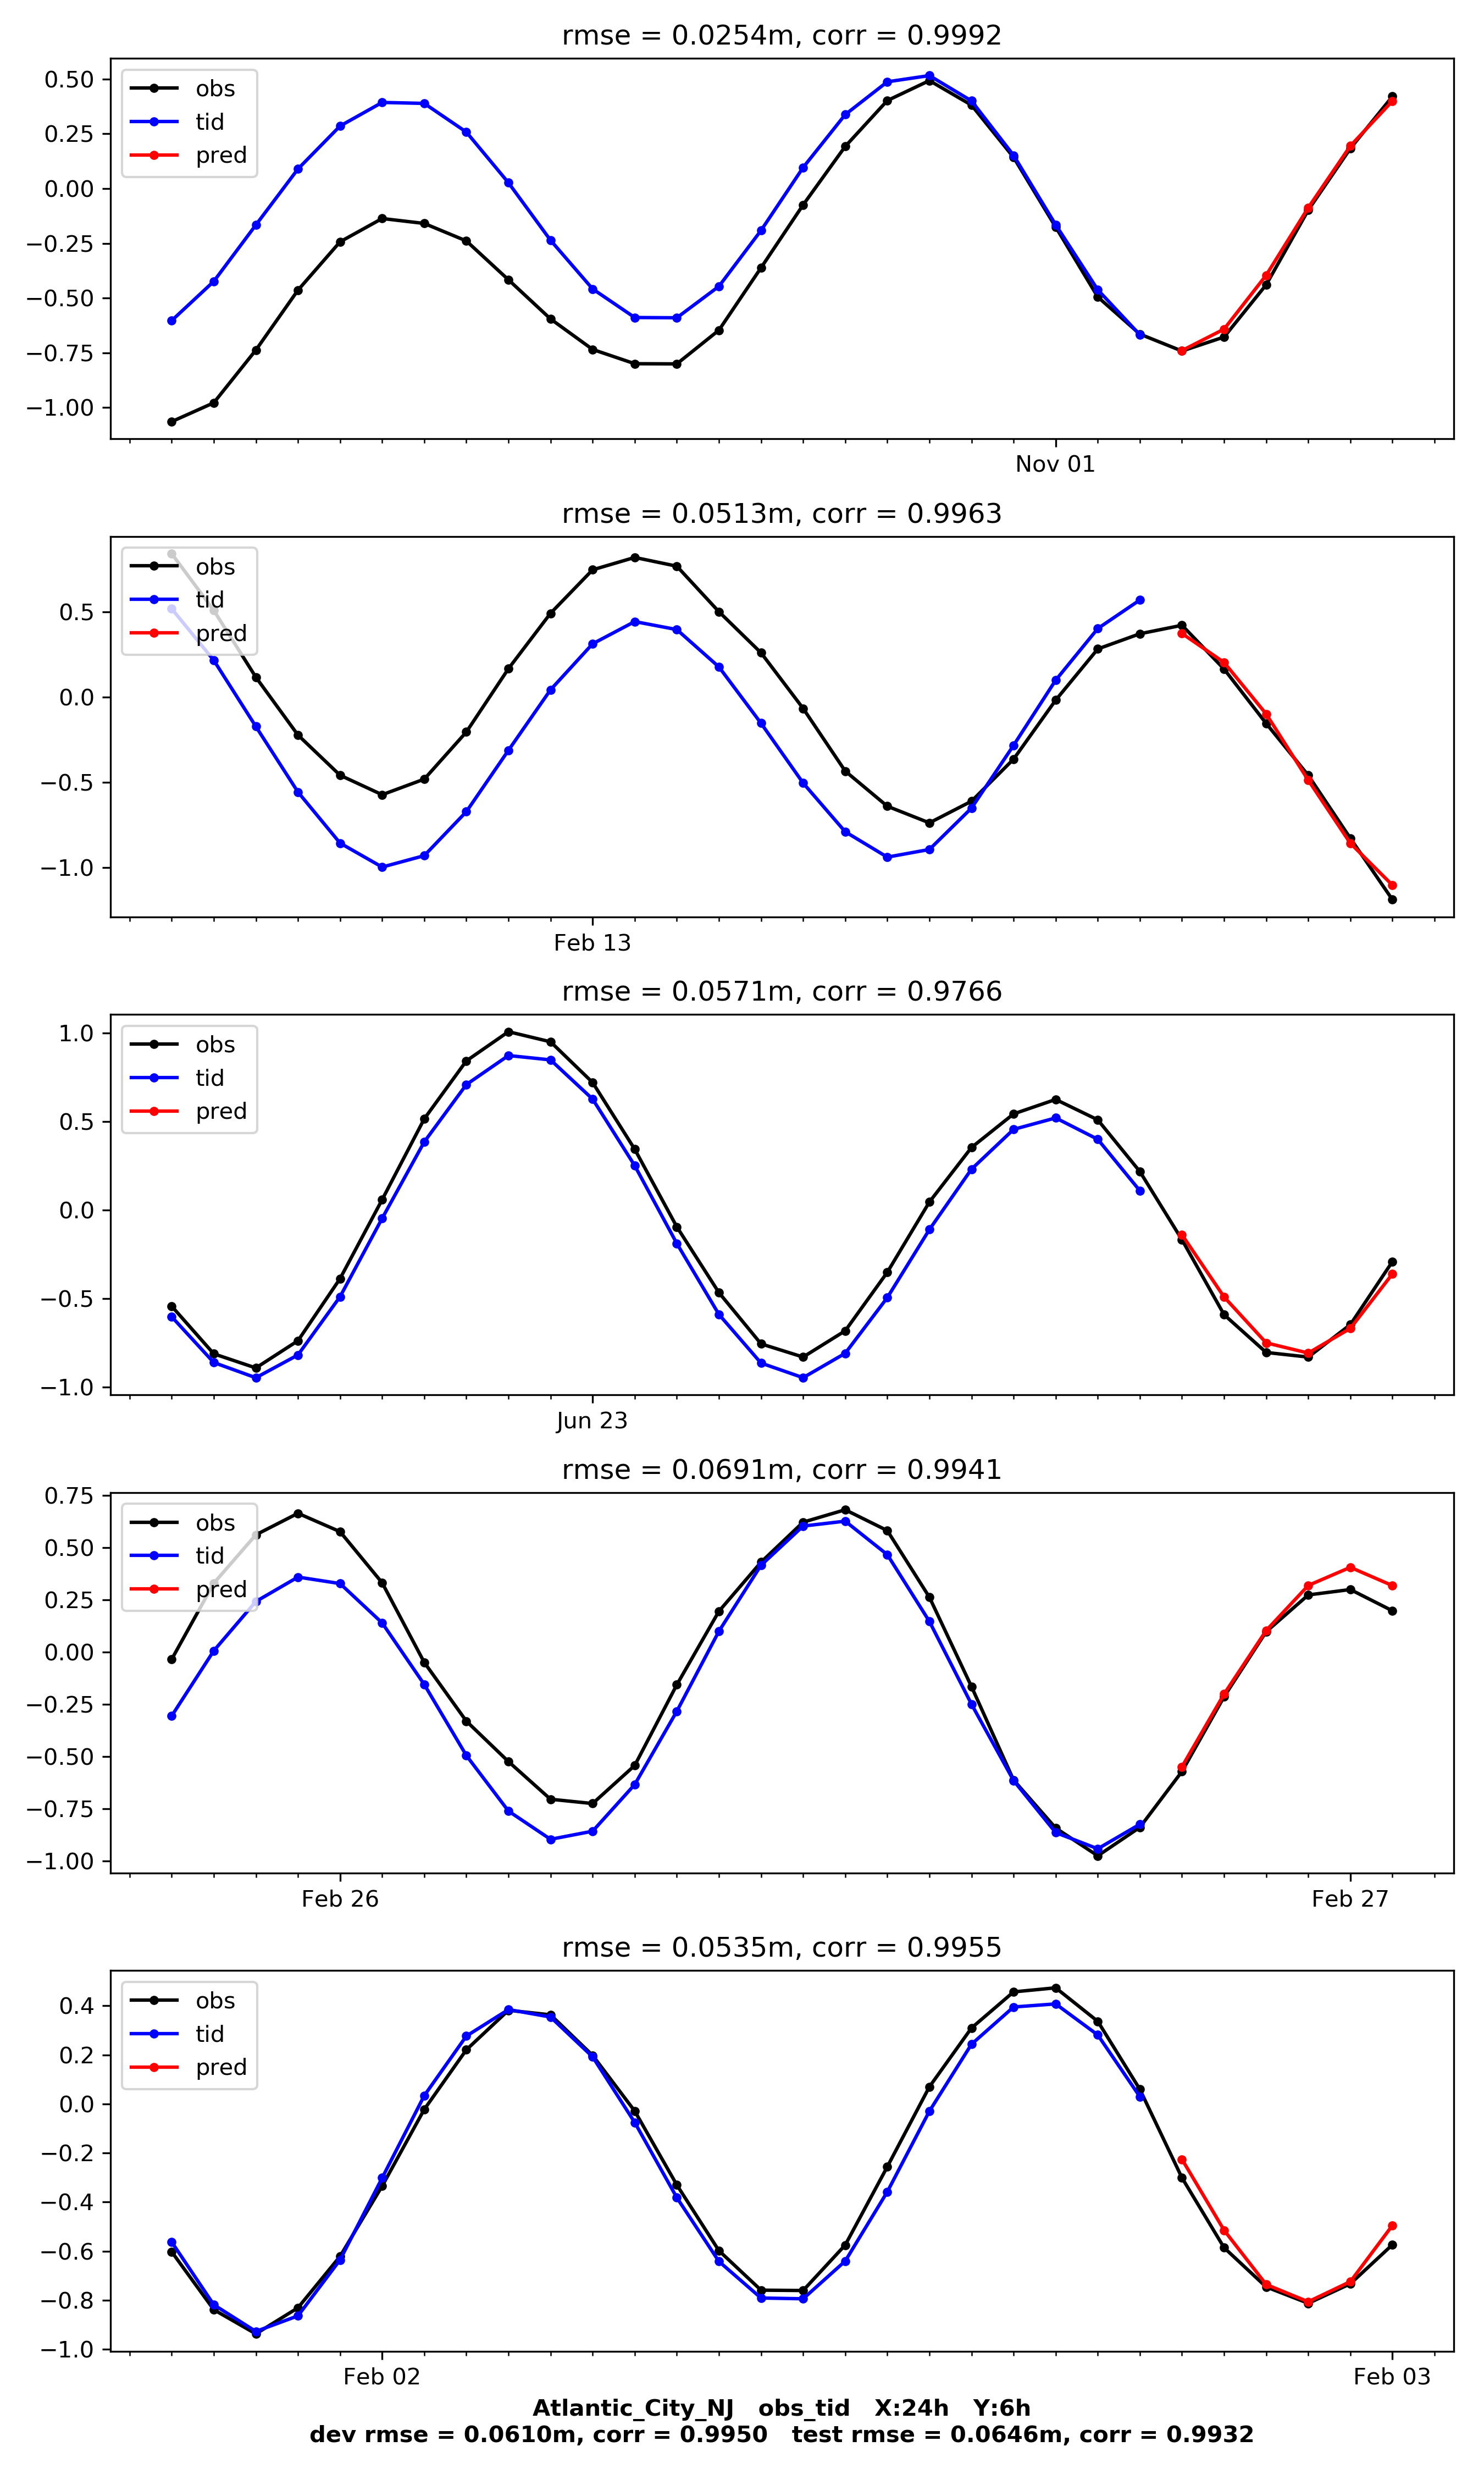 rmse = 0.0254m, corr = 0.9992
0.50
0.25
0.00
−0.25
−0.50
−0.75
−1.00
obs
tid
pred
Nov 01
rmse = 0.0513m, corr = 0.9963
0.5
0.0
−0.5
−1.0
obs
tid
pred
Feb 13
rmse = 0.0571m, corr = 0.9766
1.0
0.5
0.0
−0.5
−1.0
obs
tid
pred
Jun 23
rmse = 0.0691m, corr = 0.9941
0.75
0.50
0.25
0.00
−0.25
−0.50
−0.75
−1.00
obs
tid
pred
Feb 26 Feb 27
rmse = 0.0535m, corr = 0.9955
0.4
0.2
0.0
−0.2
−0.4
−0.6
−0.8
−1.0
obs
tid
pred
Feb 02 Feb 03
Atlantic_City_NJ obs_tid X:24h Y:6h
dev rmse = 0.0610m, corr = 0.9950 test rmse = 0.0646m, corr = 0.9932